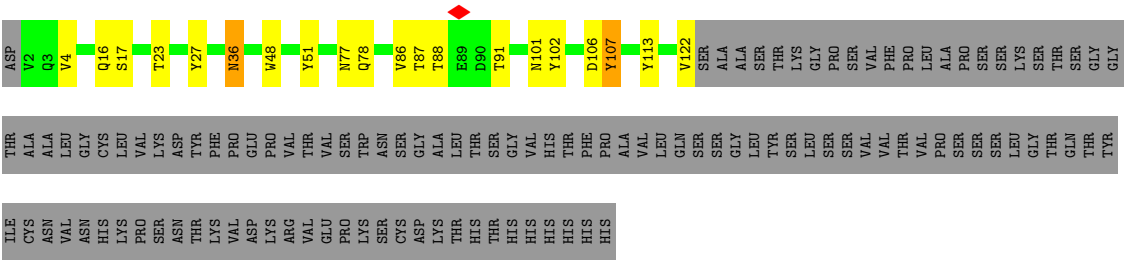 ASP V2 Q3 V4 Q16 S17 T23 Y27 N36 W48 Y51 N77 Q78 V86 T87 T88 E89 D90 T91 N101 Y102 D106 Y107 Y113 V122 SER ALA ALA SER THR LYS GLY PRO SER VAL PHE PRO LEU ALA PRO SER SER LYS SER THR SER GLY GLY
THR ALA ALA LEU GLY CYS LEU VAL LYS ASP TYR PHE PRO GLU PRO VAL THR VAL SER TRP ASN SER GLY ALA LEU THR SER GLY VAL HIS THR PHE PRO ALA VAL LEU GLN SER SER GLY LEU TYR SER LEU SER SER VAL VAL THR VAL PRO SER SER SER LEU GLY THR GLN THR TYR
ILE CYS ASN VAL ASN HIS LYS PRO SER ASN THR LYS VAL ASP LYS ARG VAL GLU PRO LYS SER CYS ASP LYS THR HIS THR HIS HIS HIS HIS HIS HIS